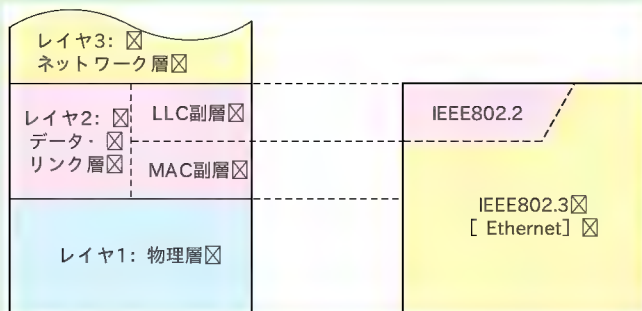 レイヤ3:
ネットワーク層
レイヤ2:
データ・
リンク層
LLC副層
MAC副層
レイヤ1: 物理層
IEEE802.2
IEEE802.3
[ Ethernet]